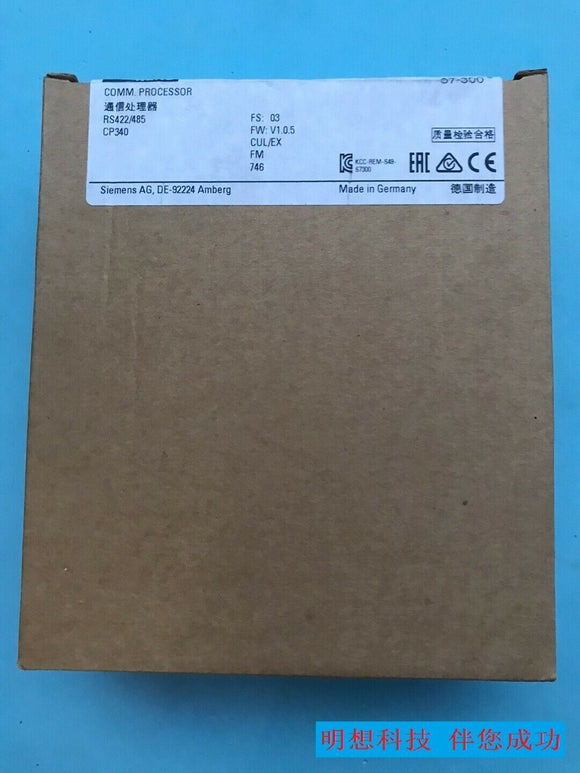 S7-300
COMM. PROCESSOR
通信处理器
RS422/485
CP340
FS: 03
FW: V1.0.5
CUL/EX
FM
746
质量检验合格
KCC-REM-S49-
S7300
EAC
CE
Siemens AG, DE-92224 Amberg
Made in Germany
德国制造
明想科技 伴您成功